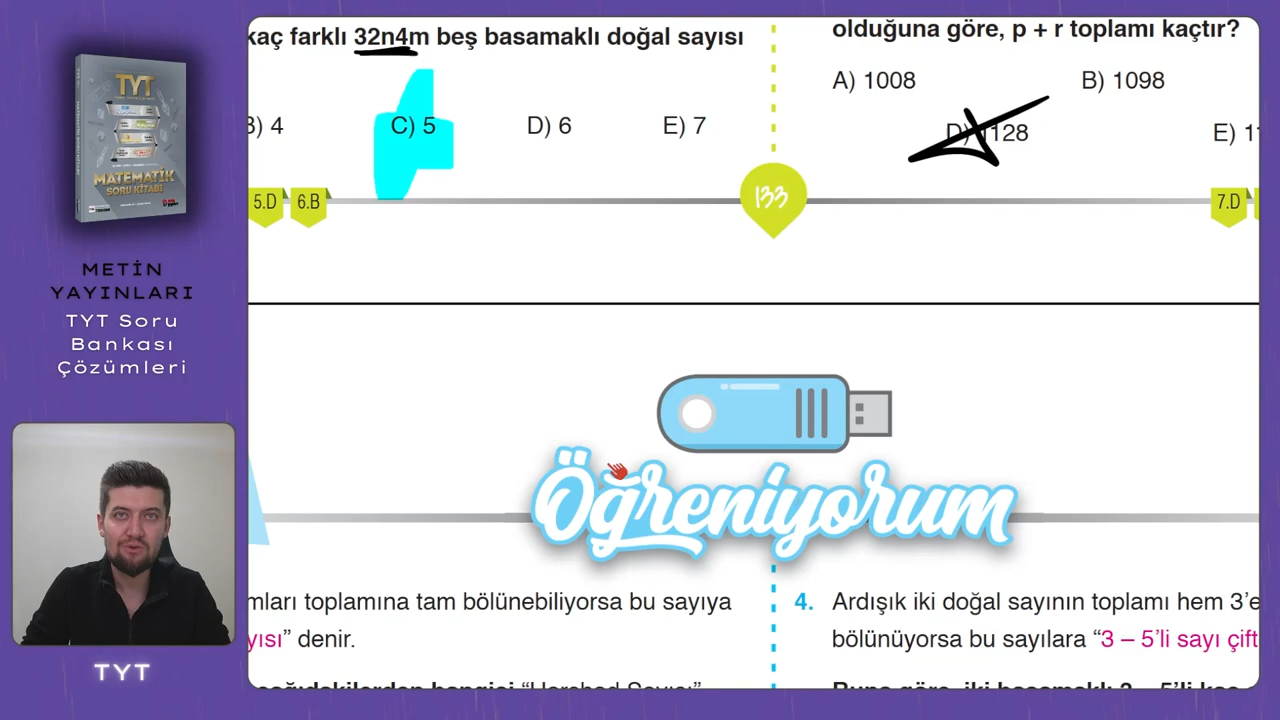 TYT
MATEMATİK
SORU KİTABI
METİN
YAYINLARI
TYT Soru
Bankası
Çözümleri
TYT
kaç farklı 32n4m beş basamaklı doğal sayısı
B) 4
C) 5
D) 6
E) 7
5.D
6.B
olduğuna göre, p + r toplamı kaçtır?
A) 1008
B) 1098
D) 1128
E) 11
133
7.D
Öğreniyorum
mları toplamına tam bölünebiliyorsa bu sayıya
yısı” denir.
4. Ardışık iki doğal sayının toplamı hem 3’e
bölünüyorsa bu sayılara “3 – 5’li sayı çift